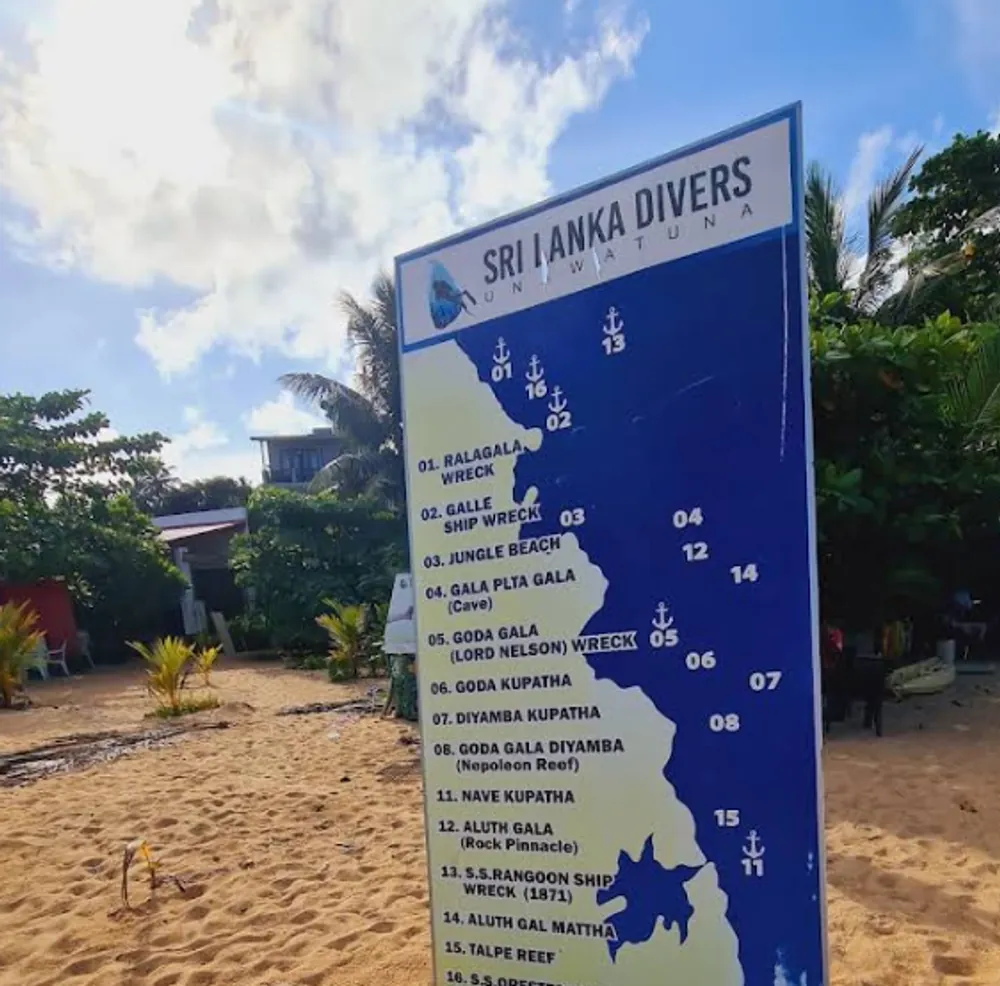 SRI LANKA DIVERS
UNAWATUNA
13
01
16
02
01. RALAGALA
WRECK
02. GALLE
SHIP WRECK
03
04
03. JUNGLE BEACH
12
04. GALA PLTA GALA
(Cave)
14
05. GODA GALA
(LORD NELSON) WRECK
05
06
06. GODA KUPATHA
07
07. DIYAMBA KUPATHA
08
08. GODA GALA DIYAMBA
(Nepoleon Reef)
11. NAVE KUPATHA
15
12. ALUTH GALA
(Rock Pinnacle)
11
13. S.S.RANGOON SHIP
WRECK (1871)
14. ALUTH GAL MATTHA
15. TALPE REEF
16. S.S.